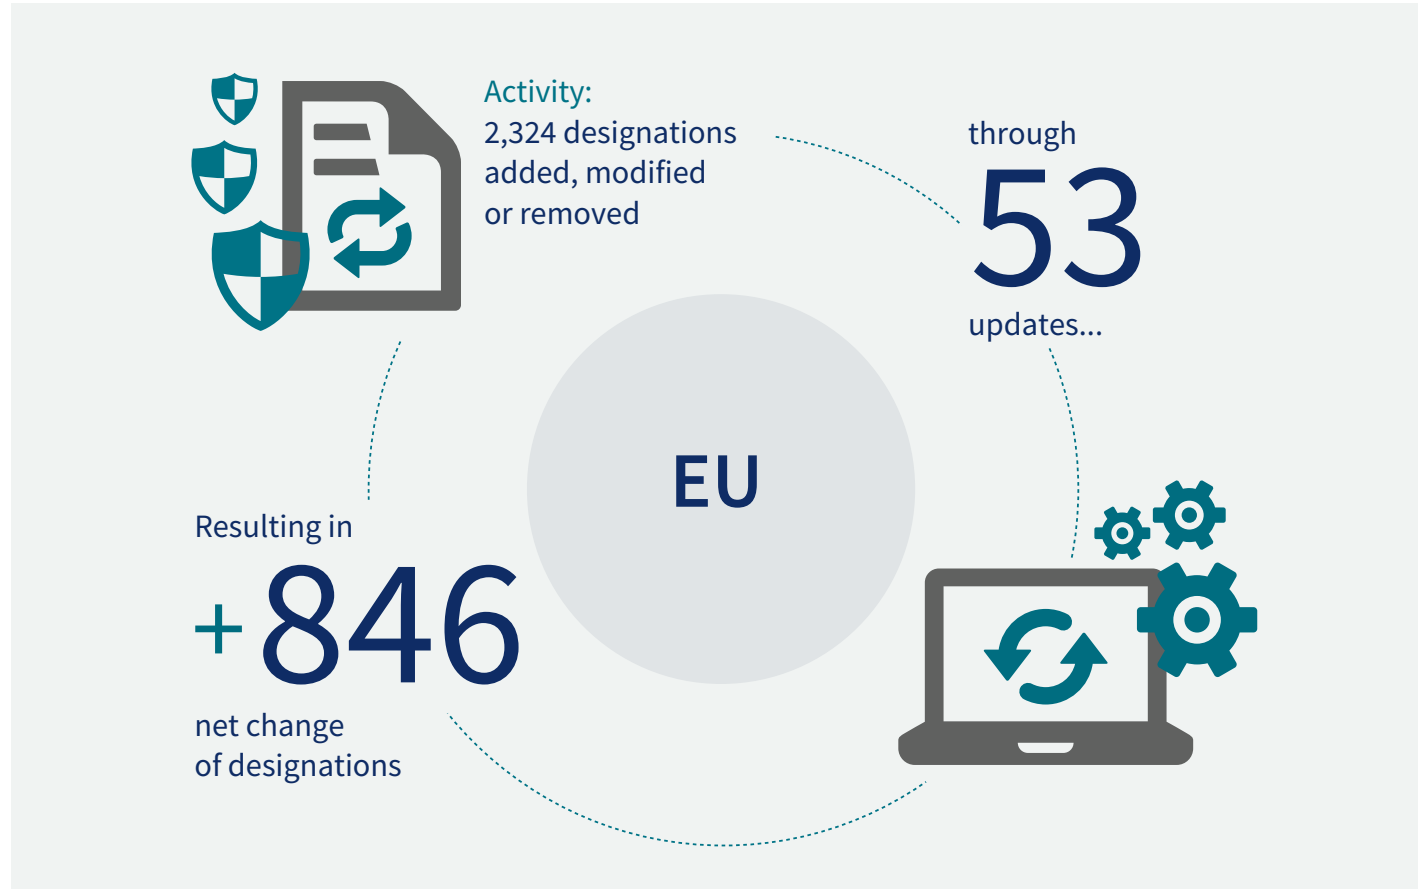 Activity:
2,324 designations
added, modified
or removed
through
53
updates...
EU
Resulting in
+846
net change
of designations